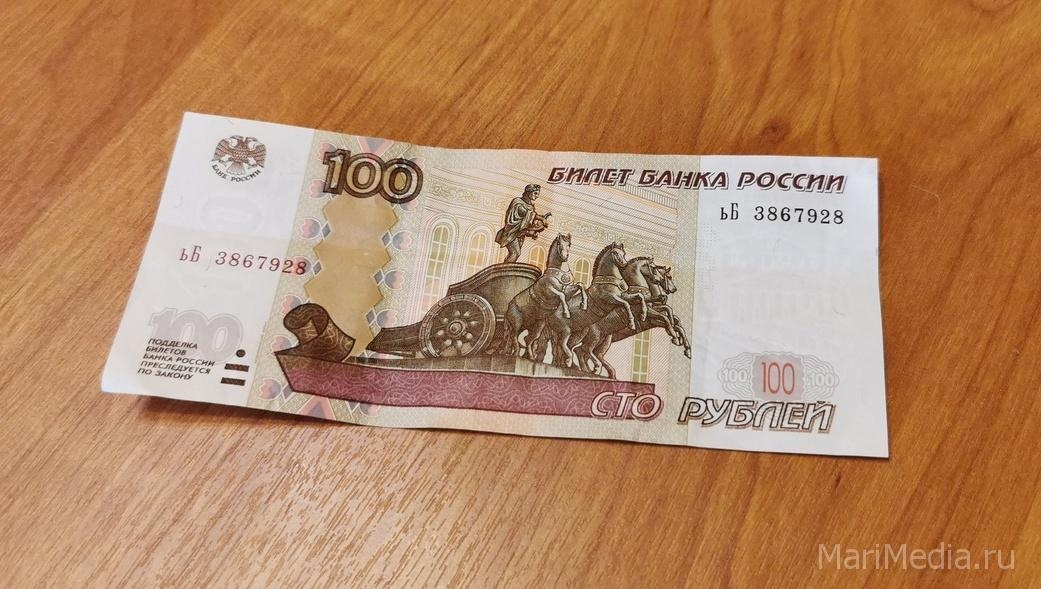 БАНК РОССИИ
100
БИЛЕТ БАНКА РОССИИ
ьБ 3867928
ьБ 3867928
100
ПОДДЕЛКА
БИЛЕТОВ
БАНКА РОССИИ
ПРЕСЛЕДУЕТСЯ
ПО ЗАКОНУ
100 100 100
СТО РУБЛЕЙ
MariMedia.ru